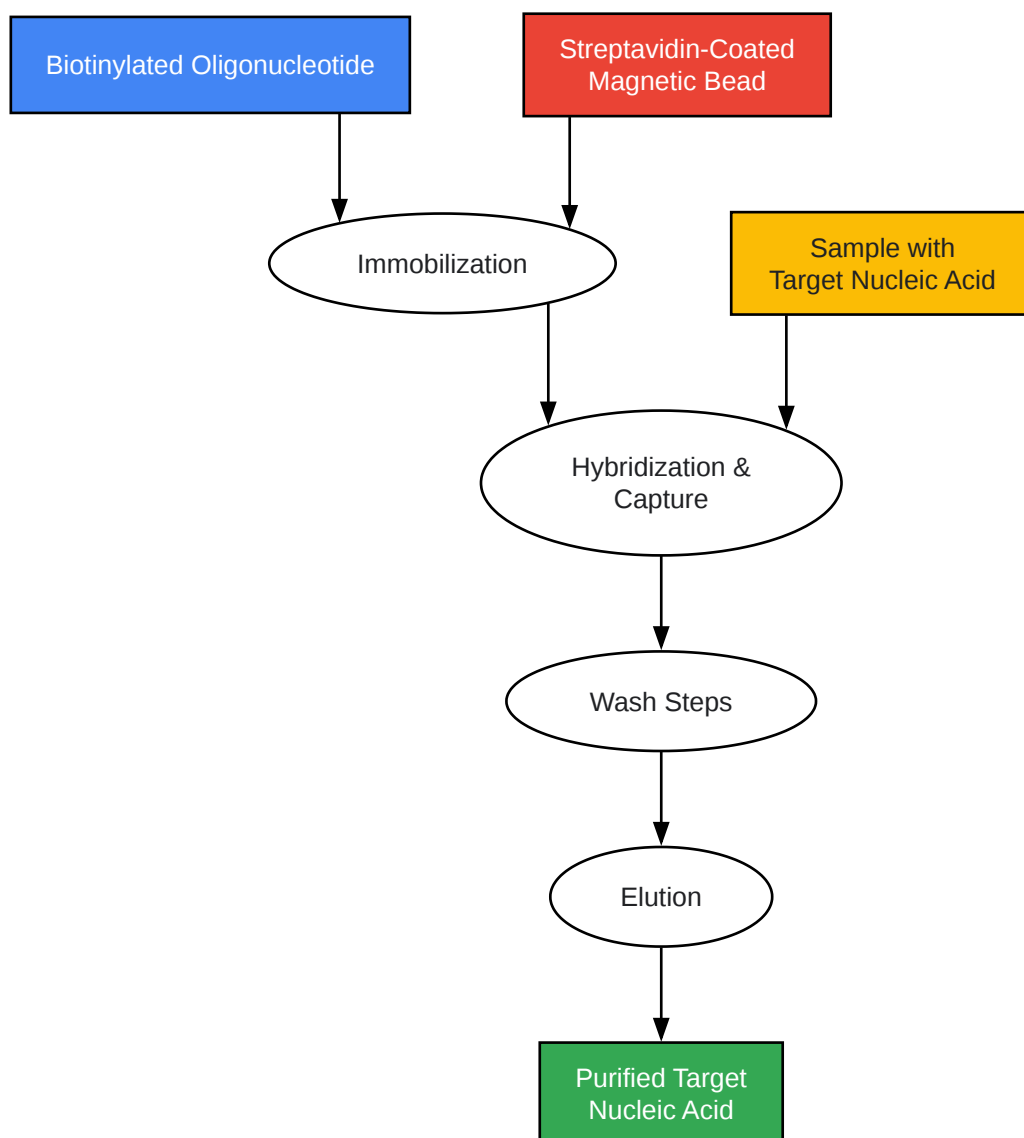 Biotinylated Oligonucleotide
Streptavidin-Coated
Magnetic Bead
Immobilization
Sample with
Target Nucleic Acid
Hybridization &
Capture
Wash Steps
Elution
Purified Target
Nucleic Acid